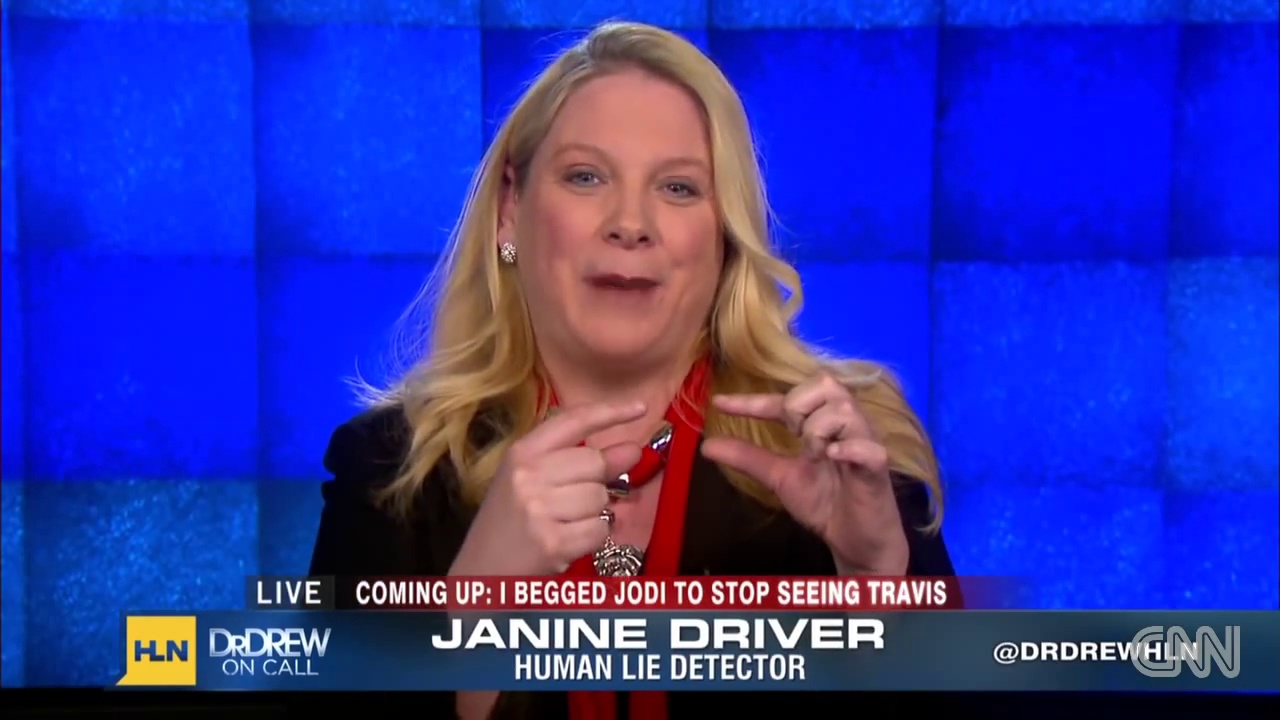 LIVE COMING UP: I BEGGED JODI TO STOP SEEING TRAVIS
HLN DRDREW ON CALL
JANINE DRIVER
HUMAN LIE DETECTOR
@DRDREWHLN
CNN